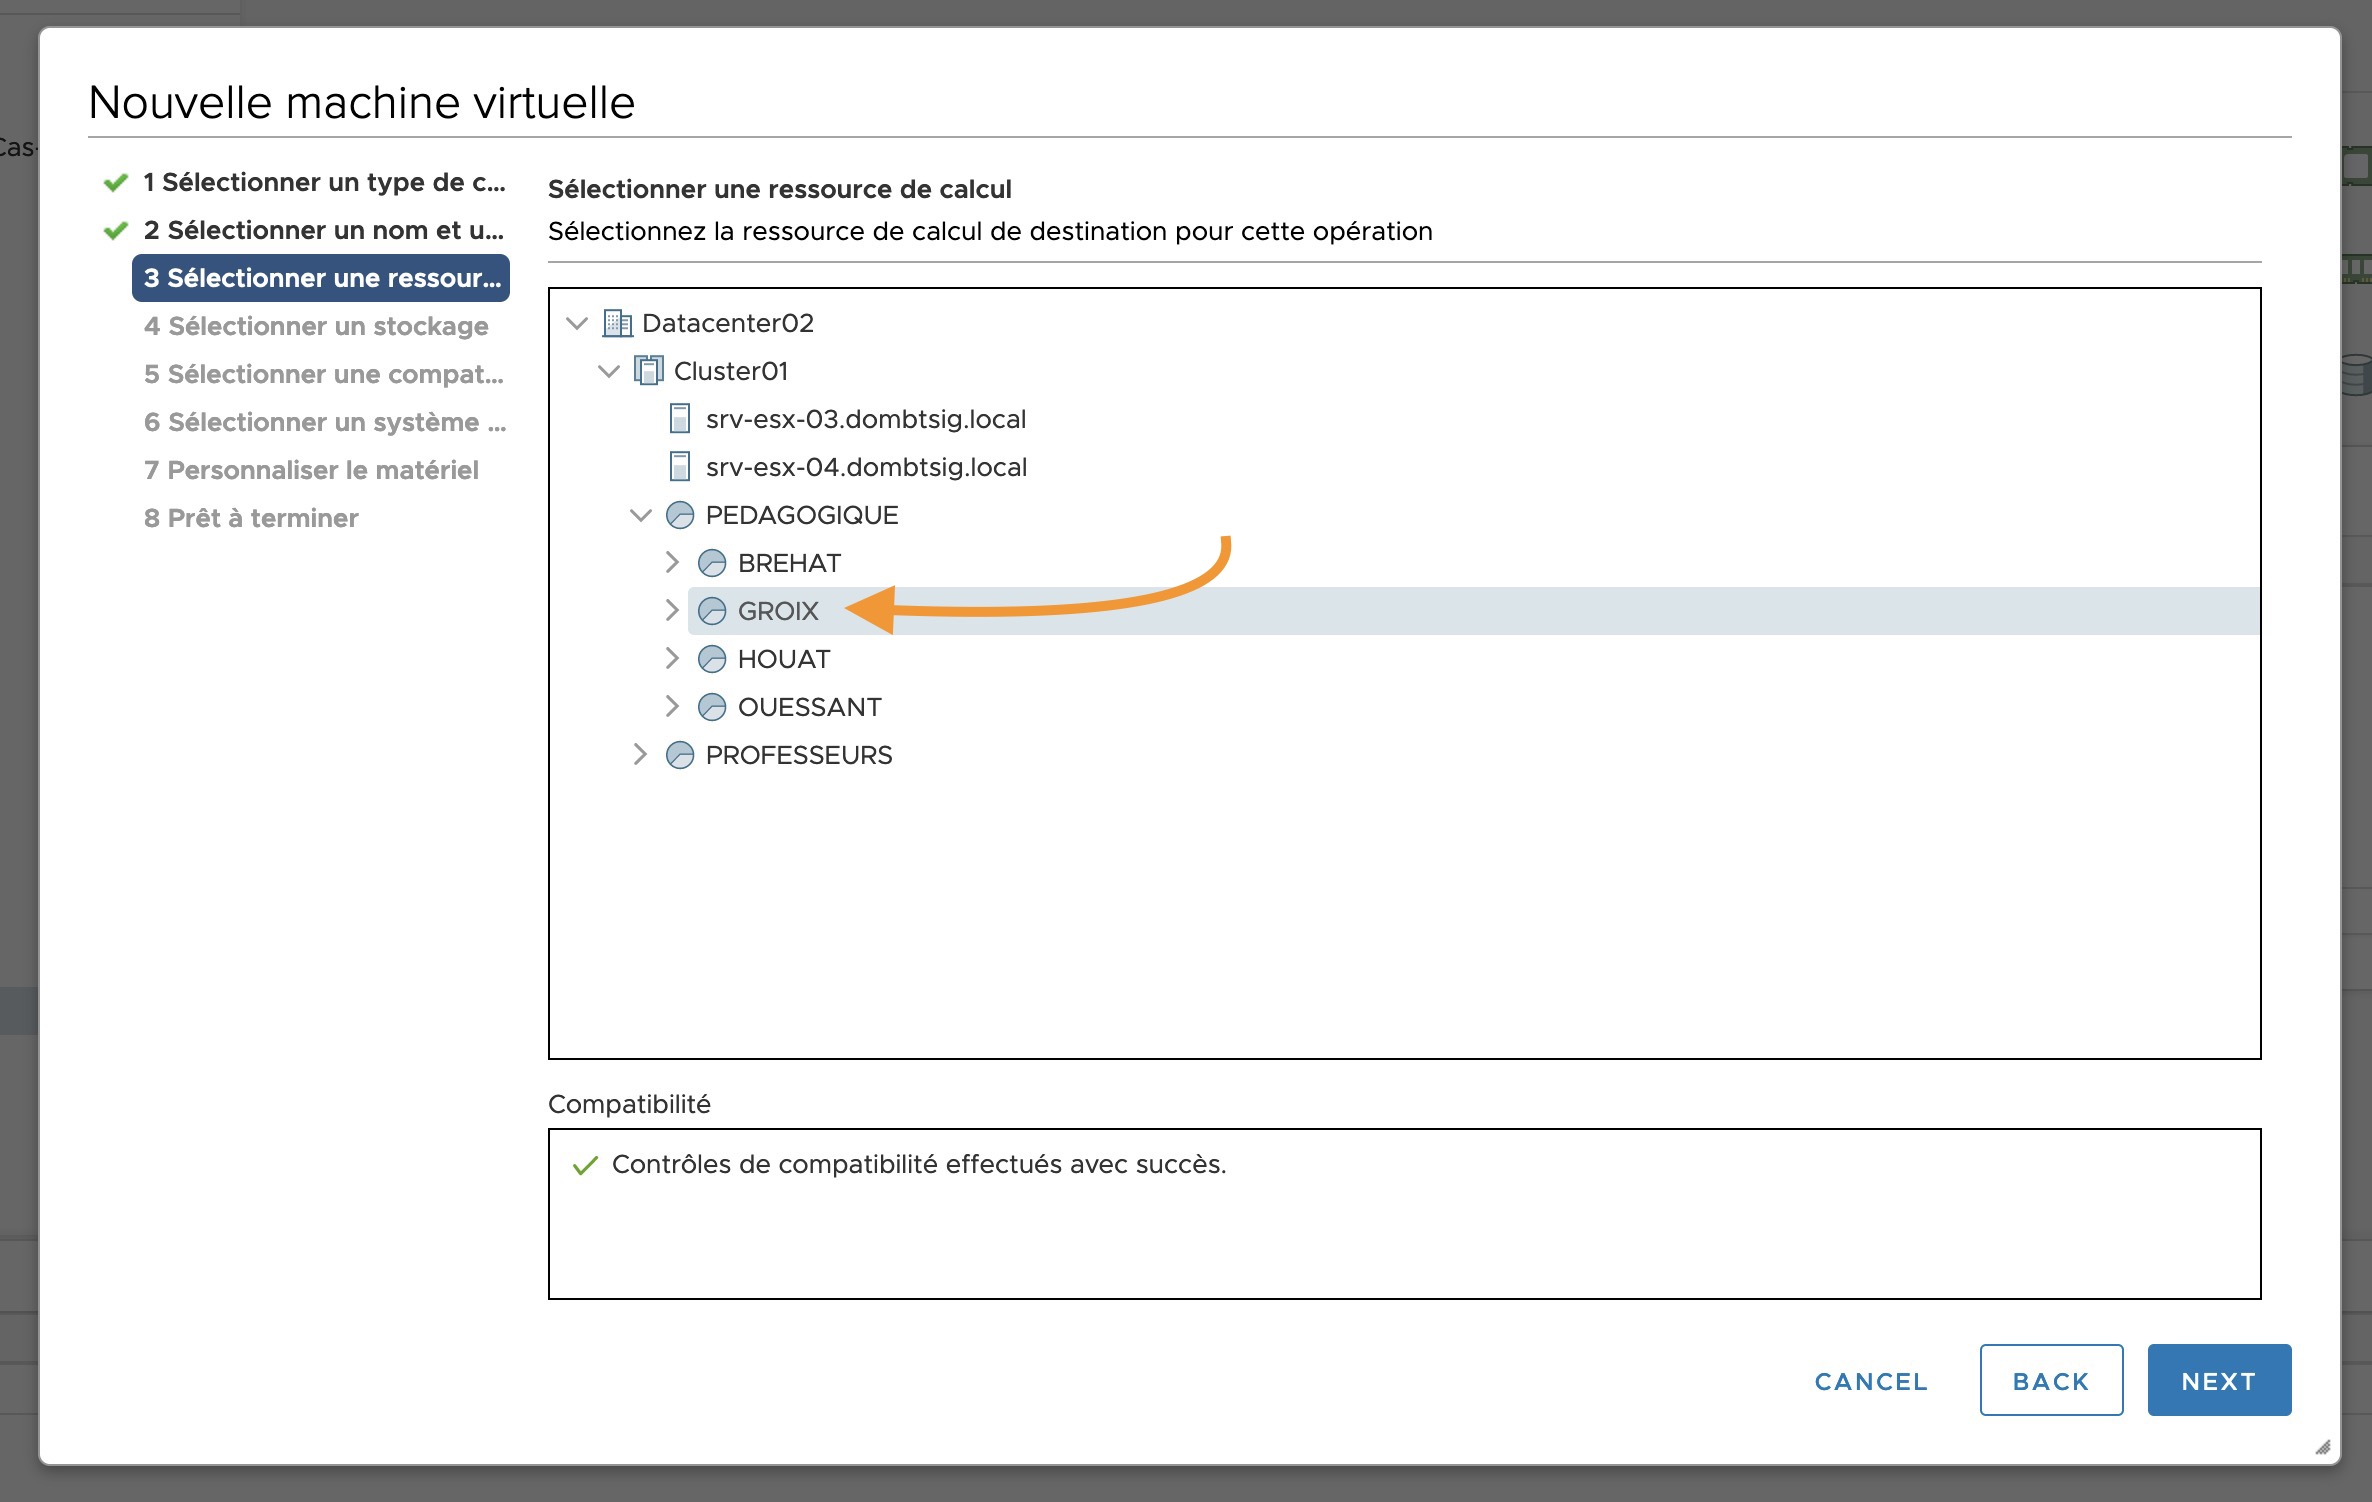 Nouvelle machine virtuelle
Cas-
1 Sélectionner un type de c...
2 Sélectionner un nom et u...
3 Sélectionner une ressour...
4 Sélectionner un stockage
5 Sélectionner une compat...
6 Sélectionner un système ...
7 Personnaliser le matériel
8 Prêt à terminer
Sélectionner une ressource de calcul
Sélectionnez la ressource de calcul de destination pour cette opération
Datacenter02
Cluster01
srv-esx-03.dombtsig.local
srv-esx-04.dombtsig.local
PEDAGOGIQUE
BREHAT
GROIX
HOUAT
OUESSANT
PROFESSEURS
Compatibilité
Contrôles de compatibilité effectués avec succès.
CANCEL
BACK
NEXT